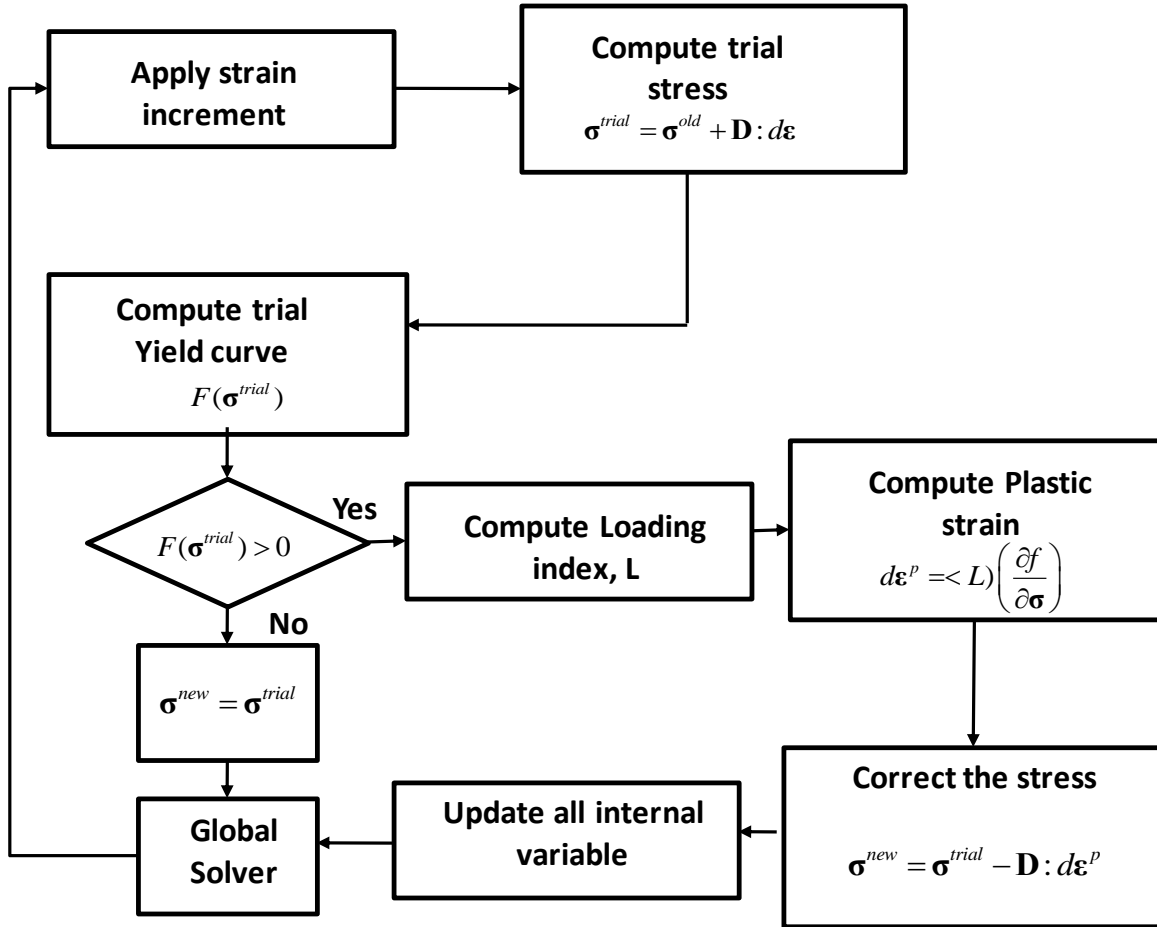 Apply strain
increment
Compute trial
stress
σ^{trial} = σ^{old} + D : dε
Compute trial
Yield curve
F(σ^{trial})
F(σ^{trial}) > 0
Yes
No
Compute Loading
index, L
Compute Plastic
strain
dε^{p} =< L) (∂f/∂σ)
σ^{new} = σ^{trial}
Correct the stress
σ^{new} = σ^{trial} − D : dε^{p}
Update all internal
variable
Global
Solver